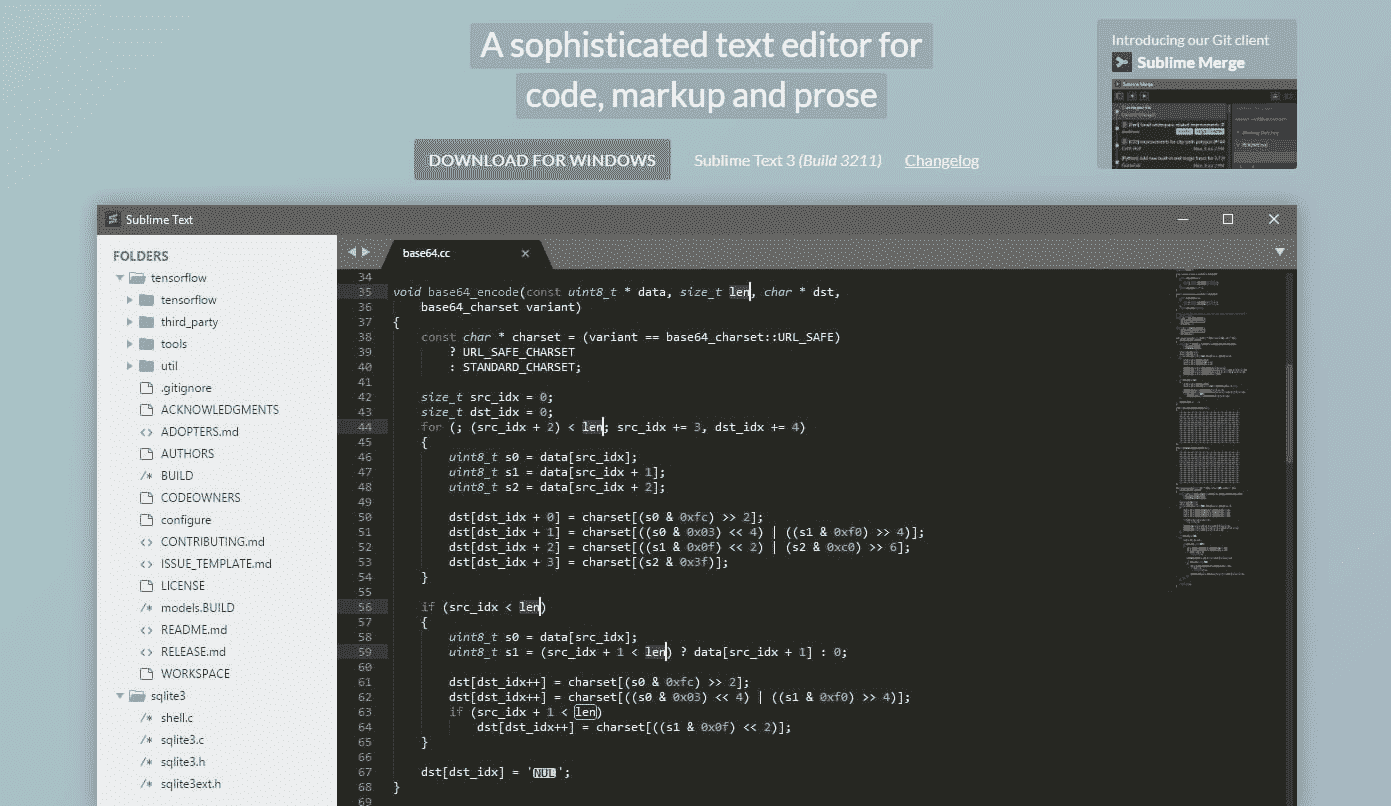 A sophisticated text editor for
code, markup and prose
DOWNLOAD FOR WINDOWS
Sublime Text 3 (Build 3211)
Changelog
Introducing our Git client
Sublime Merge
Sublime Merge
Sublime Text
FOLDERS
tensorflow
tensorflow
third_party
tools
util
.gitignore
ACKNOWLEDGMENTS
ADOPTERS.md
AUTHORS
BUILD
CODEOWNERS
configure
CONTRIBUTING.md
ISSUE_TEMPLATE.md
LICENSE
models.BUILD
README.md
RELEASE.md
WORKSPACE
sqlite3
shell.c
sqlite3.c
sqlite3.h
sqlite3ext.h
base64.cc
34
35 void base64_encode(const uint8_t * data, size_t len, char * dst,
36 base64_charset variant)
37 {
38 const char * charset = (variant == base64_charset::URL_SAFE)
39 ? URL_SAFE_CHARSET
40 : STANDARD_CHARSET;
41
42 size_t src_idx = 0;
43 size_t dst_idx = 0;
44 for (; (src_idx + 2) < len; src_idx += 3, dst_idx += 4)
45 {
46 uint8_t s0 = data[src_idx];
47 uint8_t s1 = data[src_idx + 1];
48 uint8_t s2 = data[src_idx + 2];
49
50 dst[dst_idx + 0] = charset[(s0 & 0xfc) >> 2];
51 dst[dst_idx + 1] = charset[((s0 & 0x03) << 4) | ((s1 & 0xf0) >> 4)];
52 dst[dst_idx + 2] = charset[((s1 & 0x0f) << 2) | (s2 & 0xc0) >> 6];
53 dst[dst_idx + 3] = charset[(s2 & 0x3f)];
54 }
55
56 if (src_idx < len)
57 {
58 uint8_t s0 = data[src_idx];
59 uint8_t s1 = (src_idx + 1 < len) ? data[src_idx + 1] : 0;
60
61 dst[dst_idx++] = charset[(s0 & 0xfc) >> 2];
62 dst[dst_idx++] = charset[((s0 & 0x03) << 4) | ((s1 & 0xf0) >> 4)];
63 if (src_idx + 1 < len)
64 dst[dst_idx++] = charset[((s1 & 0x0f) << 2)];
65 }
66
67 dst[dst_idx] = 'NUL';
68 }
69